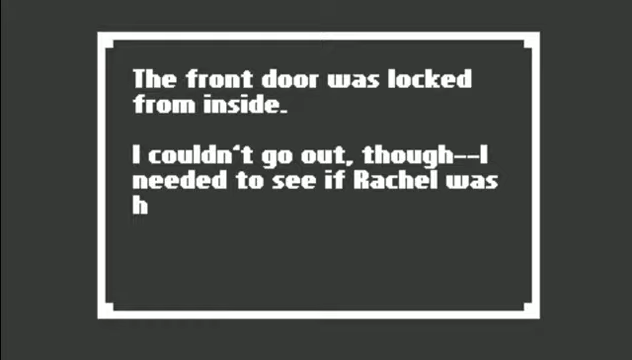 The front door was locked
from inside.
I couldn't go out, though--I
needed to see if Rachel was
h